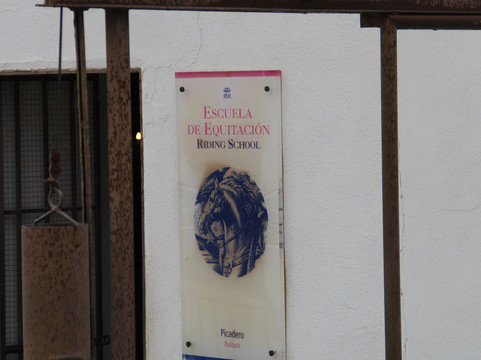 ESCUELA
DE EQUITACIÓN
RIDING SCHOOL
Picadero